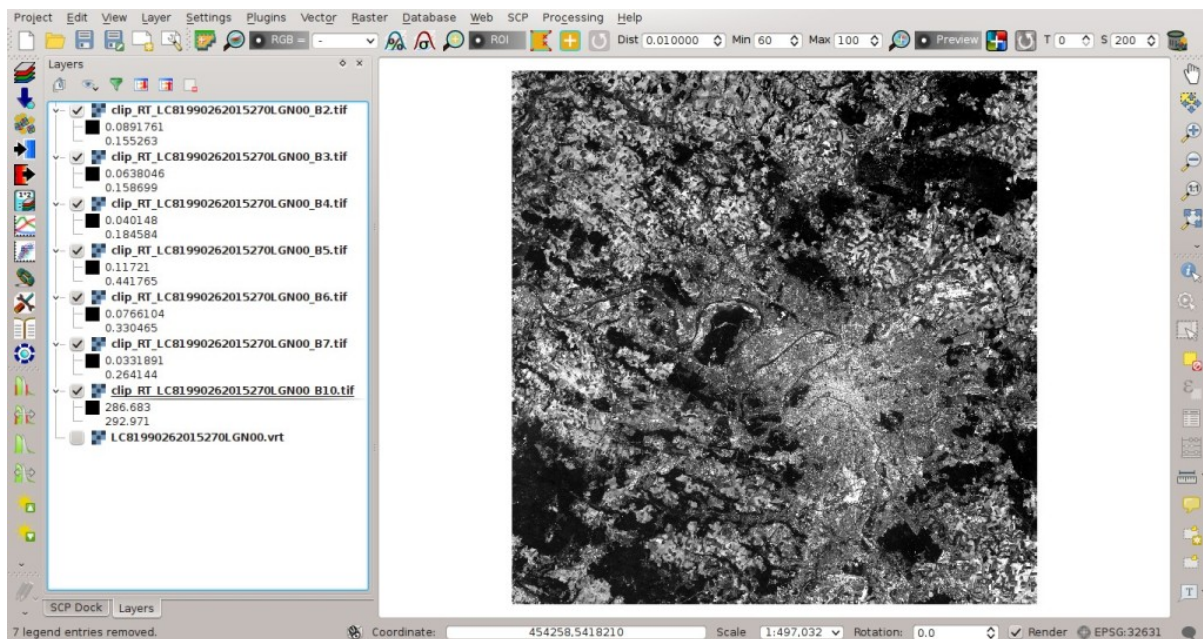 Project Edit View Layer Settings Plugins Vector Raster Database Web SCP Processing Help
RGB = - ROI Dist 0.010000 Min 60 Max 100 Preview T 0 S 200
Layers
clip_RT_LC81990262015270LGN00_B2.tif
0.0891761
0.155263
clip_RT_LC81990262015270LGN00_B3.tif
0.0638046
0.158699
clip_RT_LC81990262015270LGN00_B4.tif
0.040148
0.184584
clip_RT_LC81990262015270LGN00_B5.tif
0.11721
0.441765
clip_RT_LC81990262015270LGN00_B6.tif
0.0766104
0.330465
clip_RT_LC81990262015270LGN00_B7.tif
0.0331891
0.264144
clip_RT_LC81990262015270LGN00_B10.tif
286.683
292.971
LC81990262015270LGN00.vrt
SCP Dock Layers
7 legend entries removed. Coordinate: 454258,5418210 Scale 1:497,032 Rotation: 0.0 Render EPSG:32631